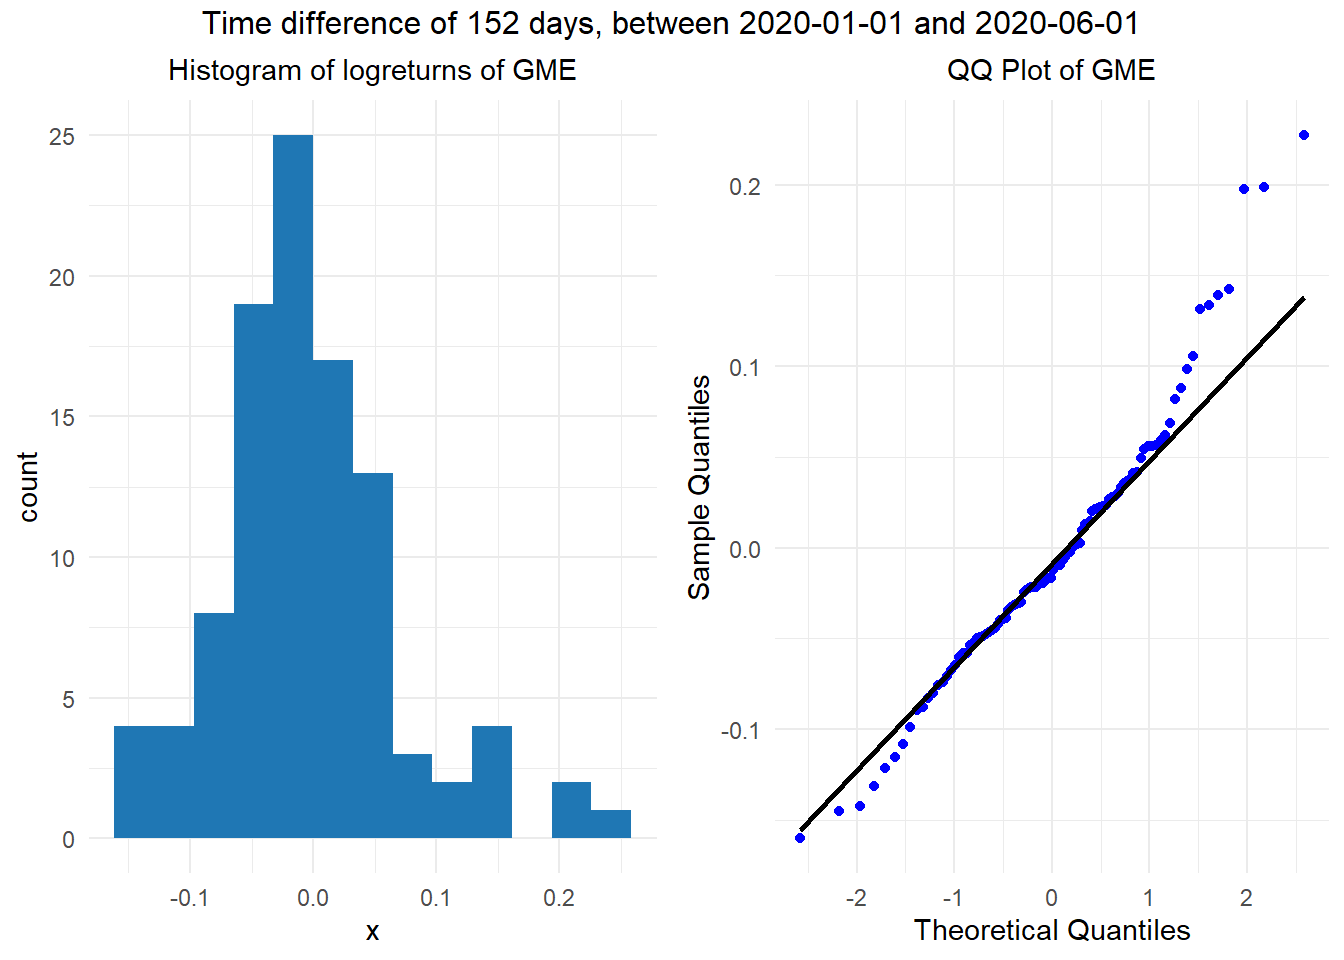 Time difference of 152 days, between 2020-01-01 and 2020-06-01
Histogram of logreturns of GME
25
20
15
10
5
0
count
-0.1
0.0
0.1
0.2
x
QQ Plot of GME
0.2
0.1
0.0
-0.1
Sample Quantiles
-2
-1
0
1
2
Theoretical Quantiles